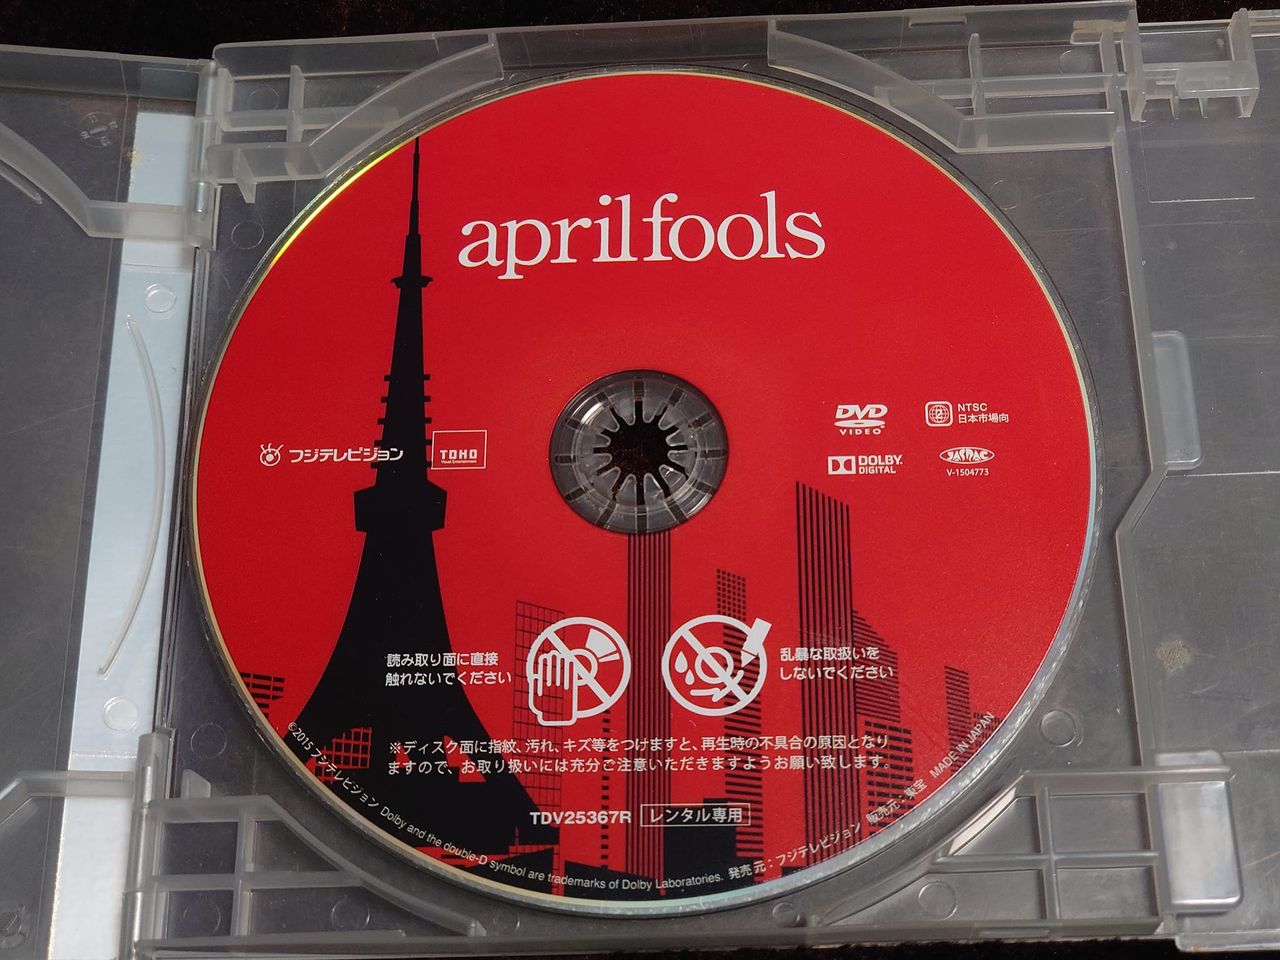 aprilfools
フジテレビジョン
TOHO
Visual Entertainment
DVD
VIDEO
2
NTSC
日本市場向
DOLBY
DIGITAL
JASRAC
V-1504773
読み取り面に直接
触れないでください
乱暴な取扱いを
しないでください
※ディスク面に指紋、汚れ、キズ等をつけますと、再生時の不具合の原因となり
ますので、お取り扱いには充分ご注意いただきますようお願い致します。
TDV25367R
レンタル専用
©2015 フジテレビジョン Dolby and the double-D symbol are trademarks of Dolby Laboratories. 発売元：フジテレビジョン 販売元：東宝 MADE IN JAPAN